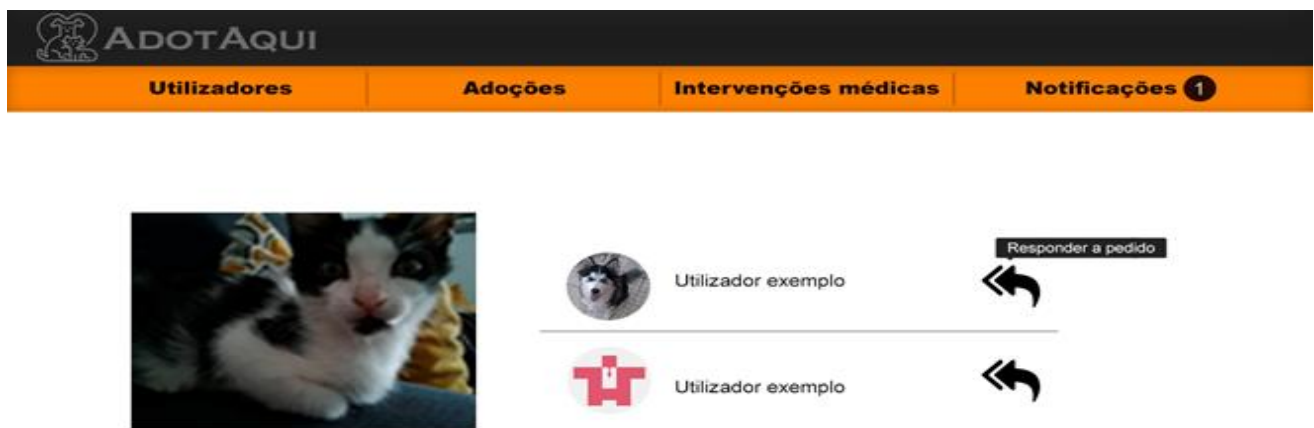 ADOTAQUI
Utilizadores Adoções Intervenções médicas Notificações 1
Responder a pedido
Utilizador exemplo
Utilizador exemplo